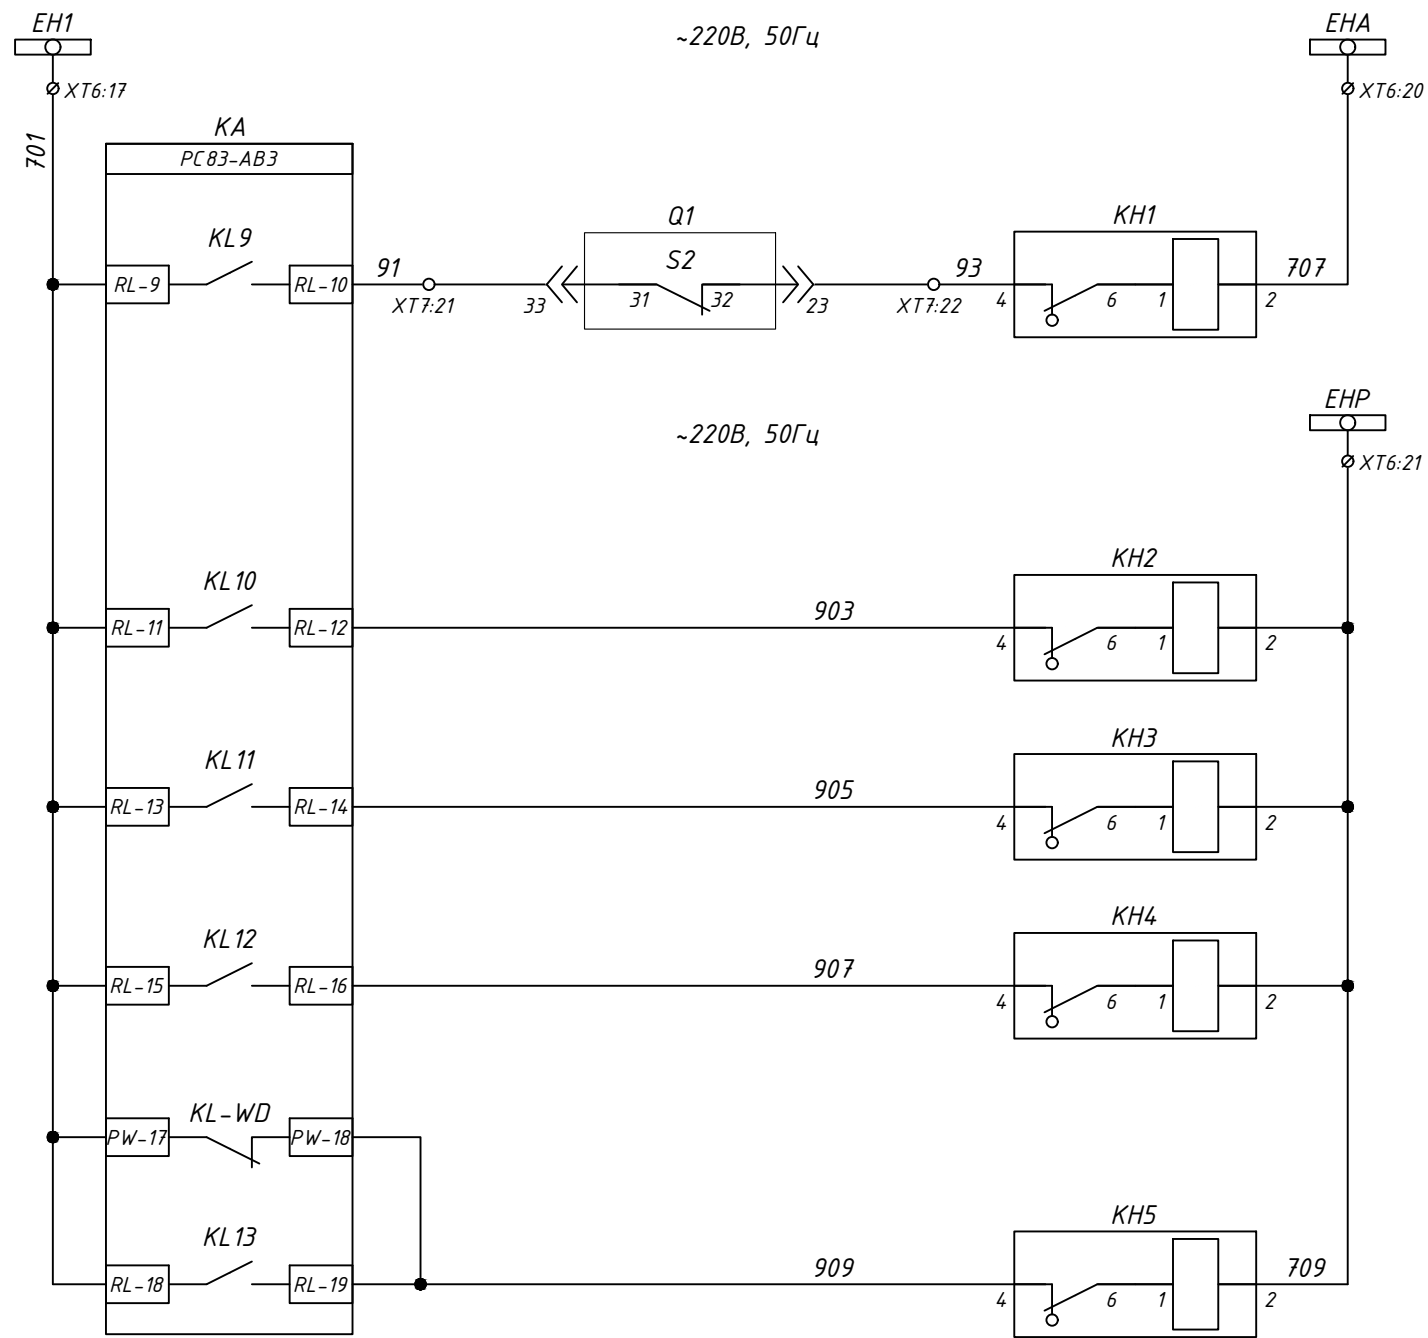 EH1
~220В, 50Гц
EHA
XT6:17
XT6:20
701
KA
РС83-АВ3
KL9
Q1
S2
KH1
RL-9
RL-10
91
XT7:21
33
31
32
23
93
XT7:22
4
6
1
2
707
EHP
~220В, 50Гц
XT6:21
KL10
KH2
RL-11
RL-12
903
4
6
1
2
KL11
KH3
RL-13
RL-14
905
4
6
1
2
KL12
KH4
RL-15
RL-16
907
4
6
1
2
KL-WD
PW-17
PW-18
KL13
KH5
RL-18
RL-19
909
4
6
1
2
709